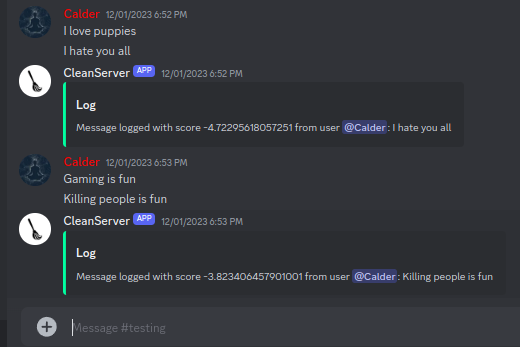 Calder 12/01/2023 6:52 PM
I love puppies
I hate you all
CleanServer APP 12/01/2023 6:52 PM
Log
Message logged with score -4.72295618057251 from user @Calder: I hate you all
Calder 12/01/2023 6:53 PM
Gaming is fun
Killing people is fun
CleanServer APP 12/01/2023 6:53 PM
Log
Message logged with score -3.823406457901001 from user @Calder: Killing people is fun
Message #testing